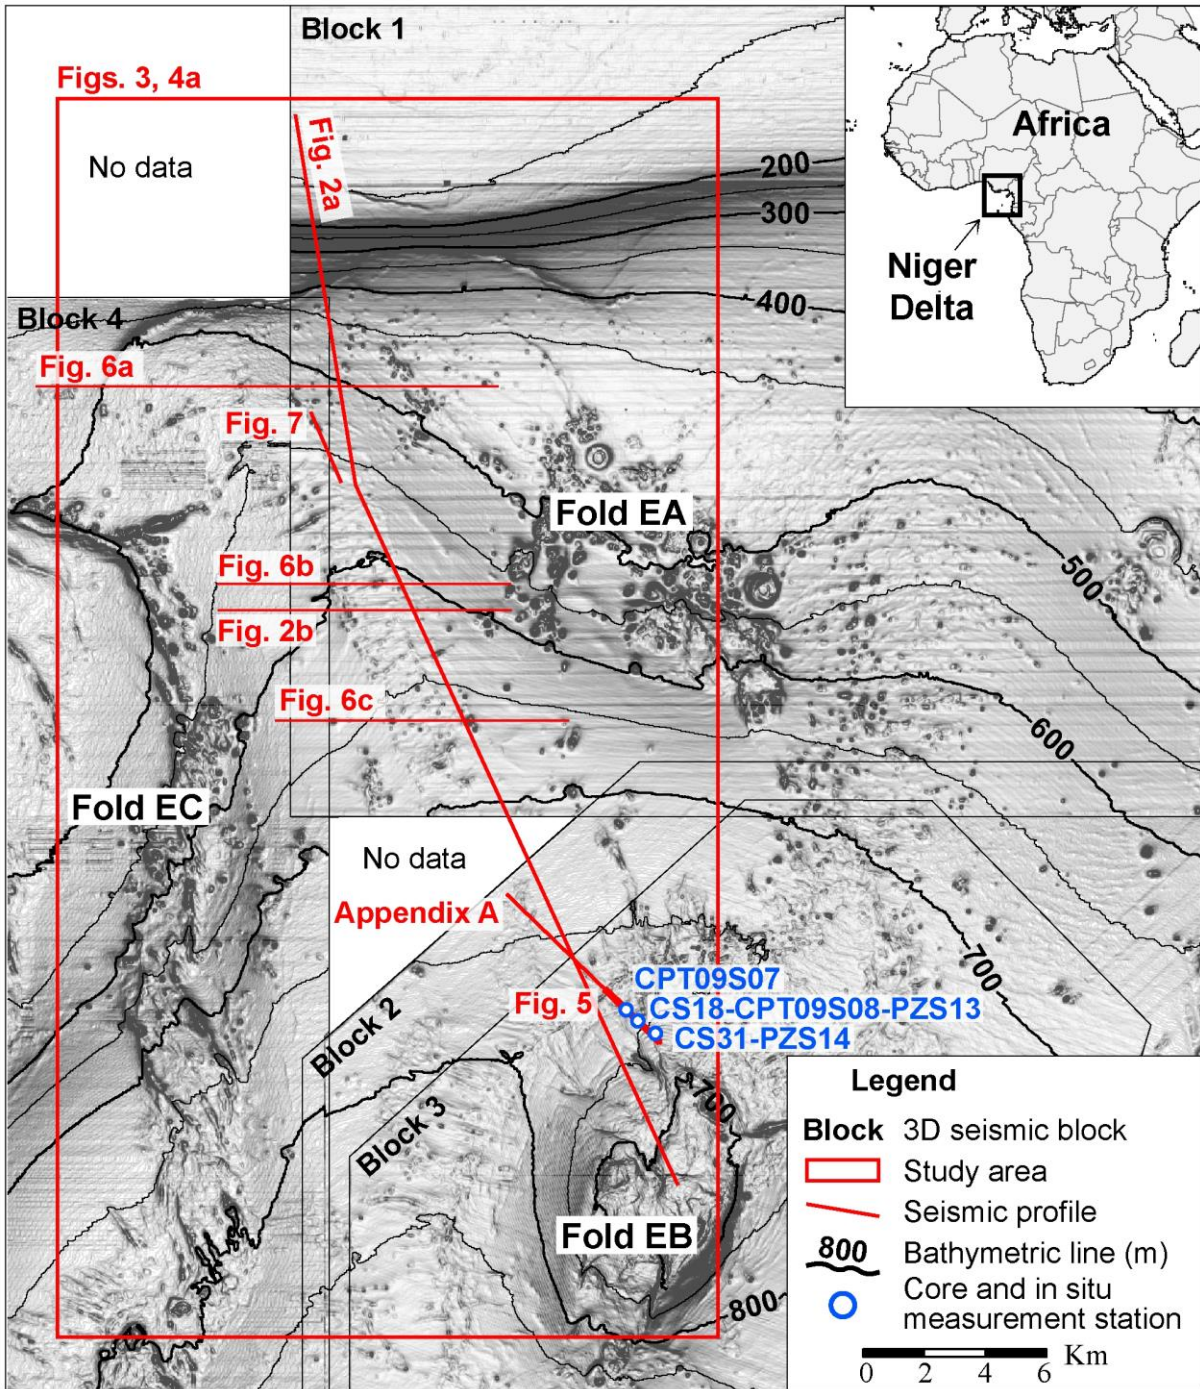 Block 1
Figs. 3, 4a
No data
Fig. 2a
200
300
400
Africa
Niger
Delta
Block 4
Fig. 6a
Fig. 7
Fold EA
Fig. 6b
Fig. 2b
500
Fig. 6c
600
Fold EC
No data
Appendix A
700
CPT09S07
Fig. 5
CS18-CPT09S08-PZS13
CS31-PZS14
Block 2
Block 3
700
Fold EB
800
Legend
Block 3D seismic block
Study area
Seismic profile
800 Bathymetric line (m)
Core and in situ
measurement station
0 2 4 6 Km